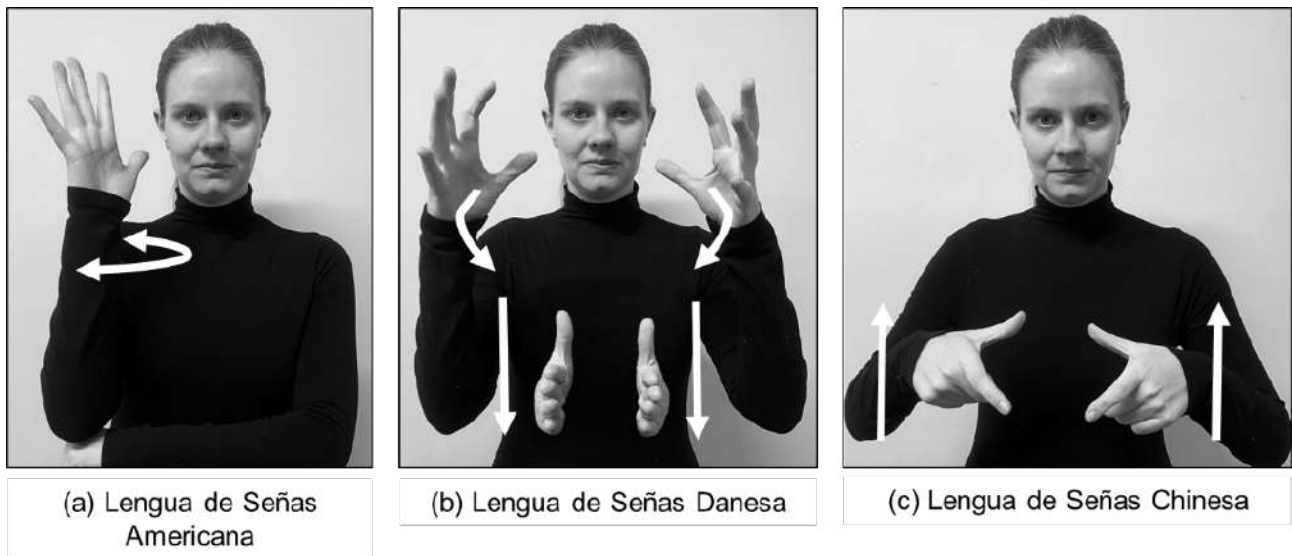 (a) Lengua de Señas
Americana
(b) Lengua de Señas Danesa
(c) Lengua de Señas Chinesa